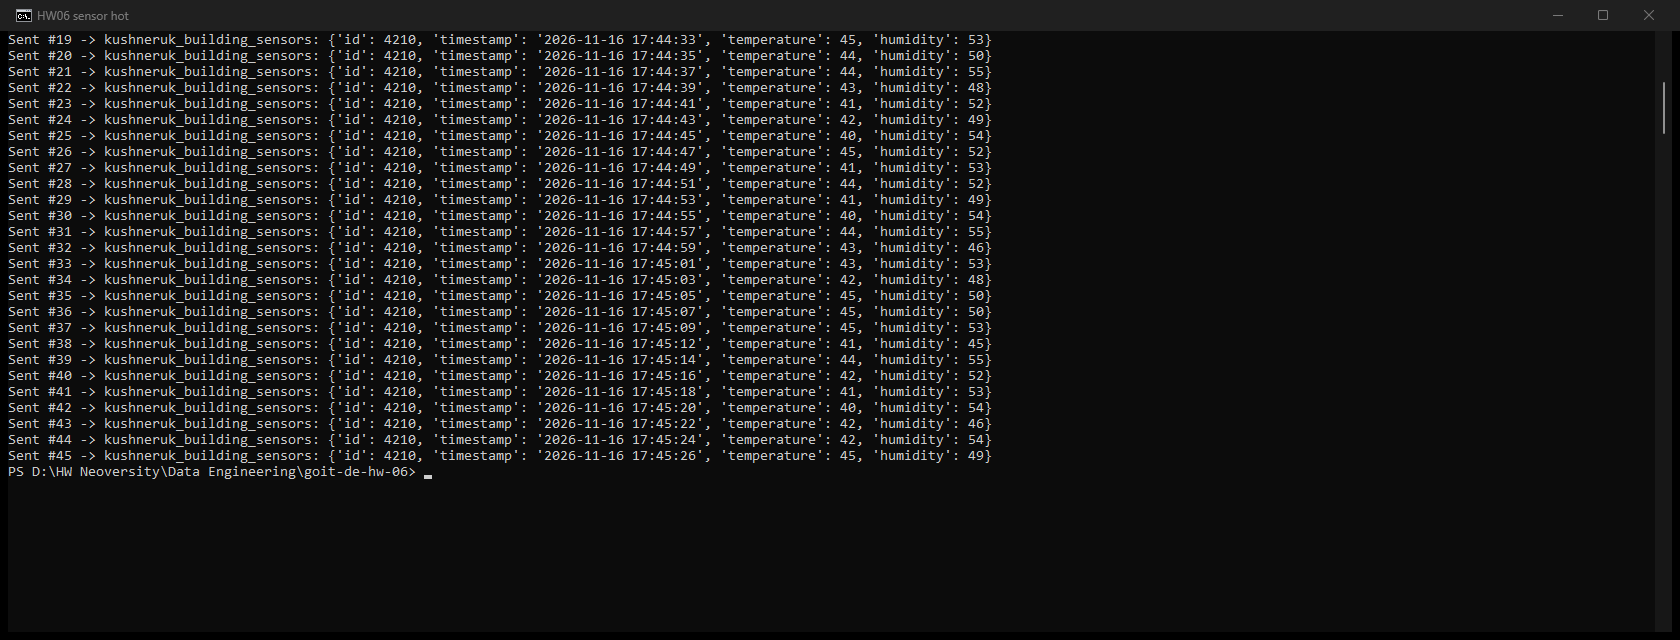 HW06 sensor hot
Sent #19 -> kushneruk_building_sensors: {'id': 4210, 'timestamp': '2026-11-16 17:44:33', 'temperature': 45, 'humidity': 53}
Sent #20 -> kushneruk_building_sensors: {'id': 4210, 'timestamp': '2026-11-16 17:44:35', 'temperature': 44, 'humidity': 50}
Sent #21 -> kushneruk_building_sensors: {'id': 4210, 'timestamp': '2026-11-16 17:44:37', 'temperature': 44, 'humidity': 55}
Sent #22 -> kushneruk_building_sensors: {'id': 4210, 'timestamp': '2026-11-16 17:44:39', 'temperature': 43, 'humidity': 48}
Sent #23 -> kushneruk_building_sensors: {'id': 4210, 'timestamp': '2026-11-16 17:44:41', 'temperature': 41, 'humidity': 52}
Sent #24 -> kushneruk_building_sensors: {'id': 4210, 'timestamp': '2026-11-16 17:44:43', 'temperature': 42, 'humidity': 49}
Sent #25 -> kushneruk_building_sensors: {'id': 4210, 'timestamp': '2026-11-16 17:44:45', 'temperature': 40, 'humidity': 54}
Sent #26 -> kushneruk_building_sensors: {'id': 4210, 'timestamp': '2026-11-16 17:44:47', 'temperature': 45, 'humidity': 52}
Sent #27 -> kushneruk_building_sensors: {'id': 4210, 'timestamp': '2026-11-16 17:44:49', 'temperature': 41, 'humidity': 53}
Sent #28 -> kushneruk_building_sensors: {'id': 4210, 'timestamp': '2026-11-16 17:44:51', 'temperature': 44, 'humidity': 52}
Sent #29 -> kushneruk_building_sensors: {'id': 4210, 'timestamp': '2026-11-16 17:44:53', 'temperature': 41, 'humidity': 49}
Sent #30 -> kushneruk_building_sensors: {'id': 4210, 'timestamp': '2026-11-16 17:44:55', 'temperature': 40, 'humidity': 54}
Sent #31 -> kushneruk_building_sensors: {'id': 4210, 'timestamp': '2026-11-16 17:44:57', 'temperature': 44, 'humidity': 55}
Sent #32 -> kushneruk_building_sensors: {'id': 4210, 'timestamp': '2026-11-16 17:44:59', 'temperature': 43, 'humidity': 46}
Sent #33 -> kushneruk_building_sensors: {'id': 4210, 'timestamp': '2026-11-16 17:45:01', 'temperature': 43, 'humidity': 53}
Sent #34 -> kushneruk_building_sensors: {'id': 4210, 'timestamp': '2026-11-16 17:45:03', 'temperature': 42, 'humidity': 48}
Sent #35 -> kushneruk_building_sensors: {'id': 4210, 'timestamp': '2026-11-16 17:45:05', 'temperature': 45, 'humidity': 50}
Sent #36 -> kushneruk_building_sensors: {'id': 4210, 'timestamp': '2026-11-16 17:45:07', 'temperature': 45, 'humidity': 50}
Sent #37 -> kushneruk_building_sensors: {'id': 4210, 'timestamp': '2026-11-16 17:45:09', 'temperature': 45, 'humidity': 53}
Sent #38 -> kushneruk_building_sensors: {'id': 4210, 'timestamp': '2026-11-16 17:45:12', 'temperature': 41, 'humidity': 45}
Sent #39 -> kushneruk_building_sensors: {'id': 4210, 'timestamp': '2026-11-16 17:45:14', 'temperature': 44, 'humidity': 55}
Sent #40 -> kushneruk_building_sensors: {'id': 4210, 'timestamp': '2026-11-16 17:45:16', 'temperature': 42, 'humidity': 52}
Sent #41 -> kushneruk_building_sensors: {'id': 4210, 'timestamp': '2026-11-16 17:45:18', 'temperature': 41, 'humidity': 53}
Sent #42 -> kushneruk_building_sensors: {'id': 4210, 'timestamp': '2026-11-16 17:45:20', 'temperature': 40, 'humidity': 54}
Sent #43 -> kushneruk_building_sensors: {'id': 4210, 'timestamp': '2026-11-16 17:45:22', 'temperature': 42, 'humidity': 46}
Sent #44 -> kushneruk_building_sensors: {'id': 4210, 'timestamp': '2026-11-16 17:45:24', 'temperature': 42, 'humidity': 54}
Sent #45 -> kushneruk_building_sensors: {'id': 4210, 'timestamp': '2026-11-16 17:45:26', 'temperature': 45, 'humidity': 49}
PS D:\HW Neoversity\Data Engineering\goit-de-hw-06>